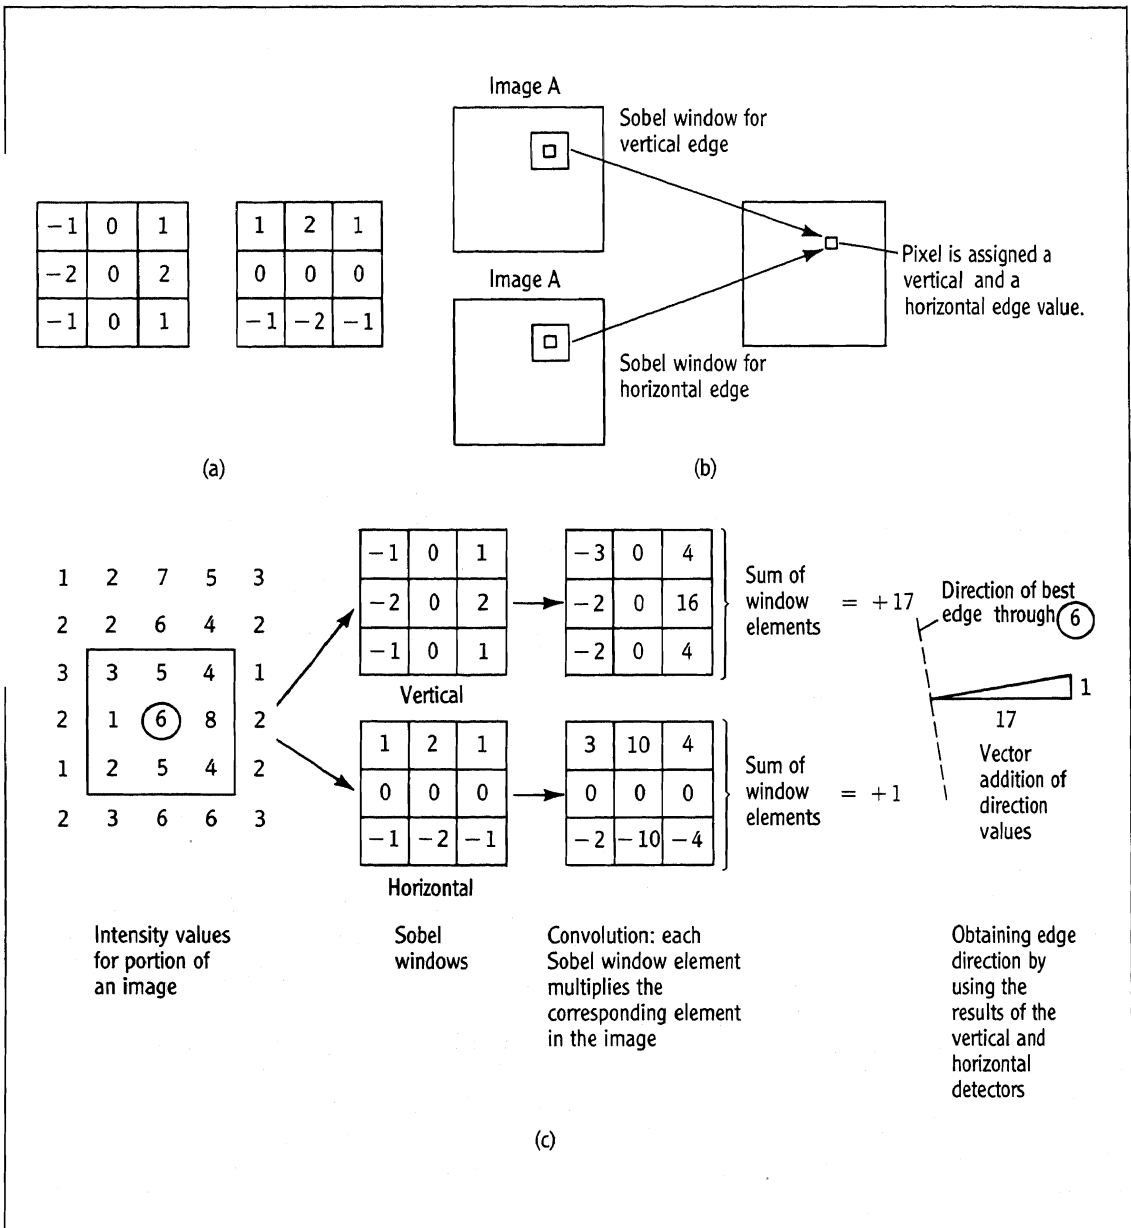 Image A
Sobel window for
vertical edge
-1 0 1
-2 0 2
-1 0 1
1 2 1
0 0 0
-1 -2 -1
Image A
Sobel window for
horizontal edge
Pixel is assigned a
vertical and a
horizontal edge value.
(a)
(b)
1 2 7 5 3
2 2 6 4 2
3 3 5 4 1
2 1 6 8 2
1 2 5 4 2
2 3 6 6 3
-1 0 1
-2 0 2
-1 0 1
Vertical
1 2 1
0 0 0
-1 -2 -1
Horizontal
-3 0 4
-2 0 16
-2 0 4
Sum of
window
elements
= +17
3 10 4
0 0 0
-2 -10 -4
Sum of
window
elements
= +1
Direction of best
edge through 6
1
17
Vector
addition of
direction
values
Intensity values
for portion of
an image
Sobel
windows
Convolution: each
Sobel window element
multiplies the
corresponding element
in the image
Obtaining edge
direction by
using the
results of the
vertical and
horizontal
detectors
(c)